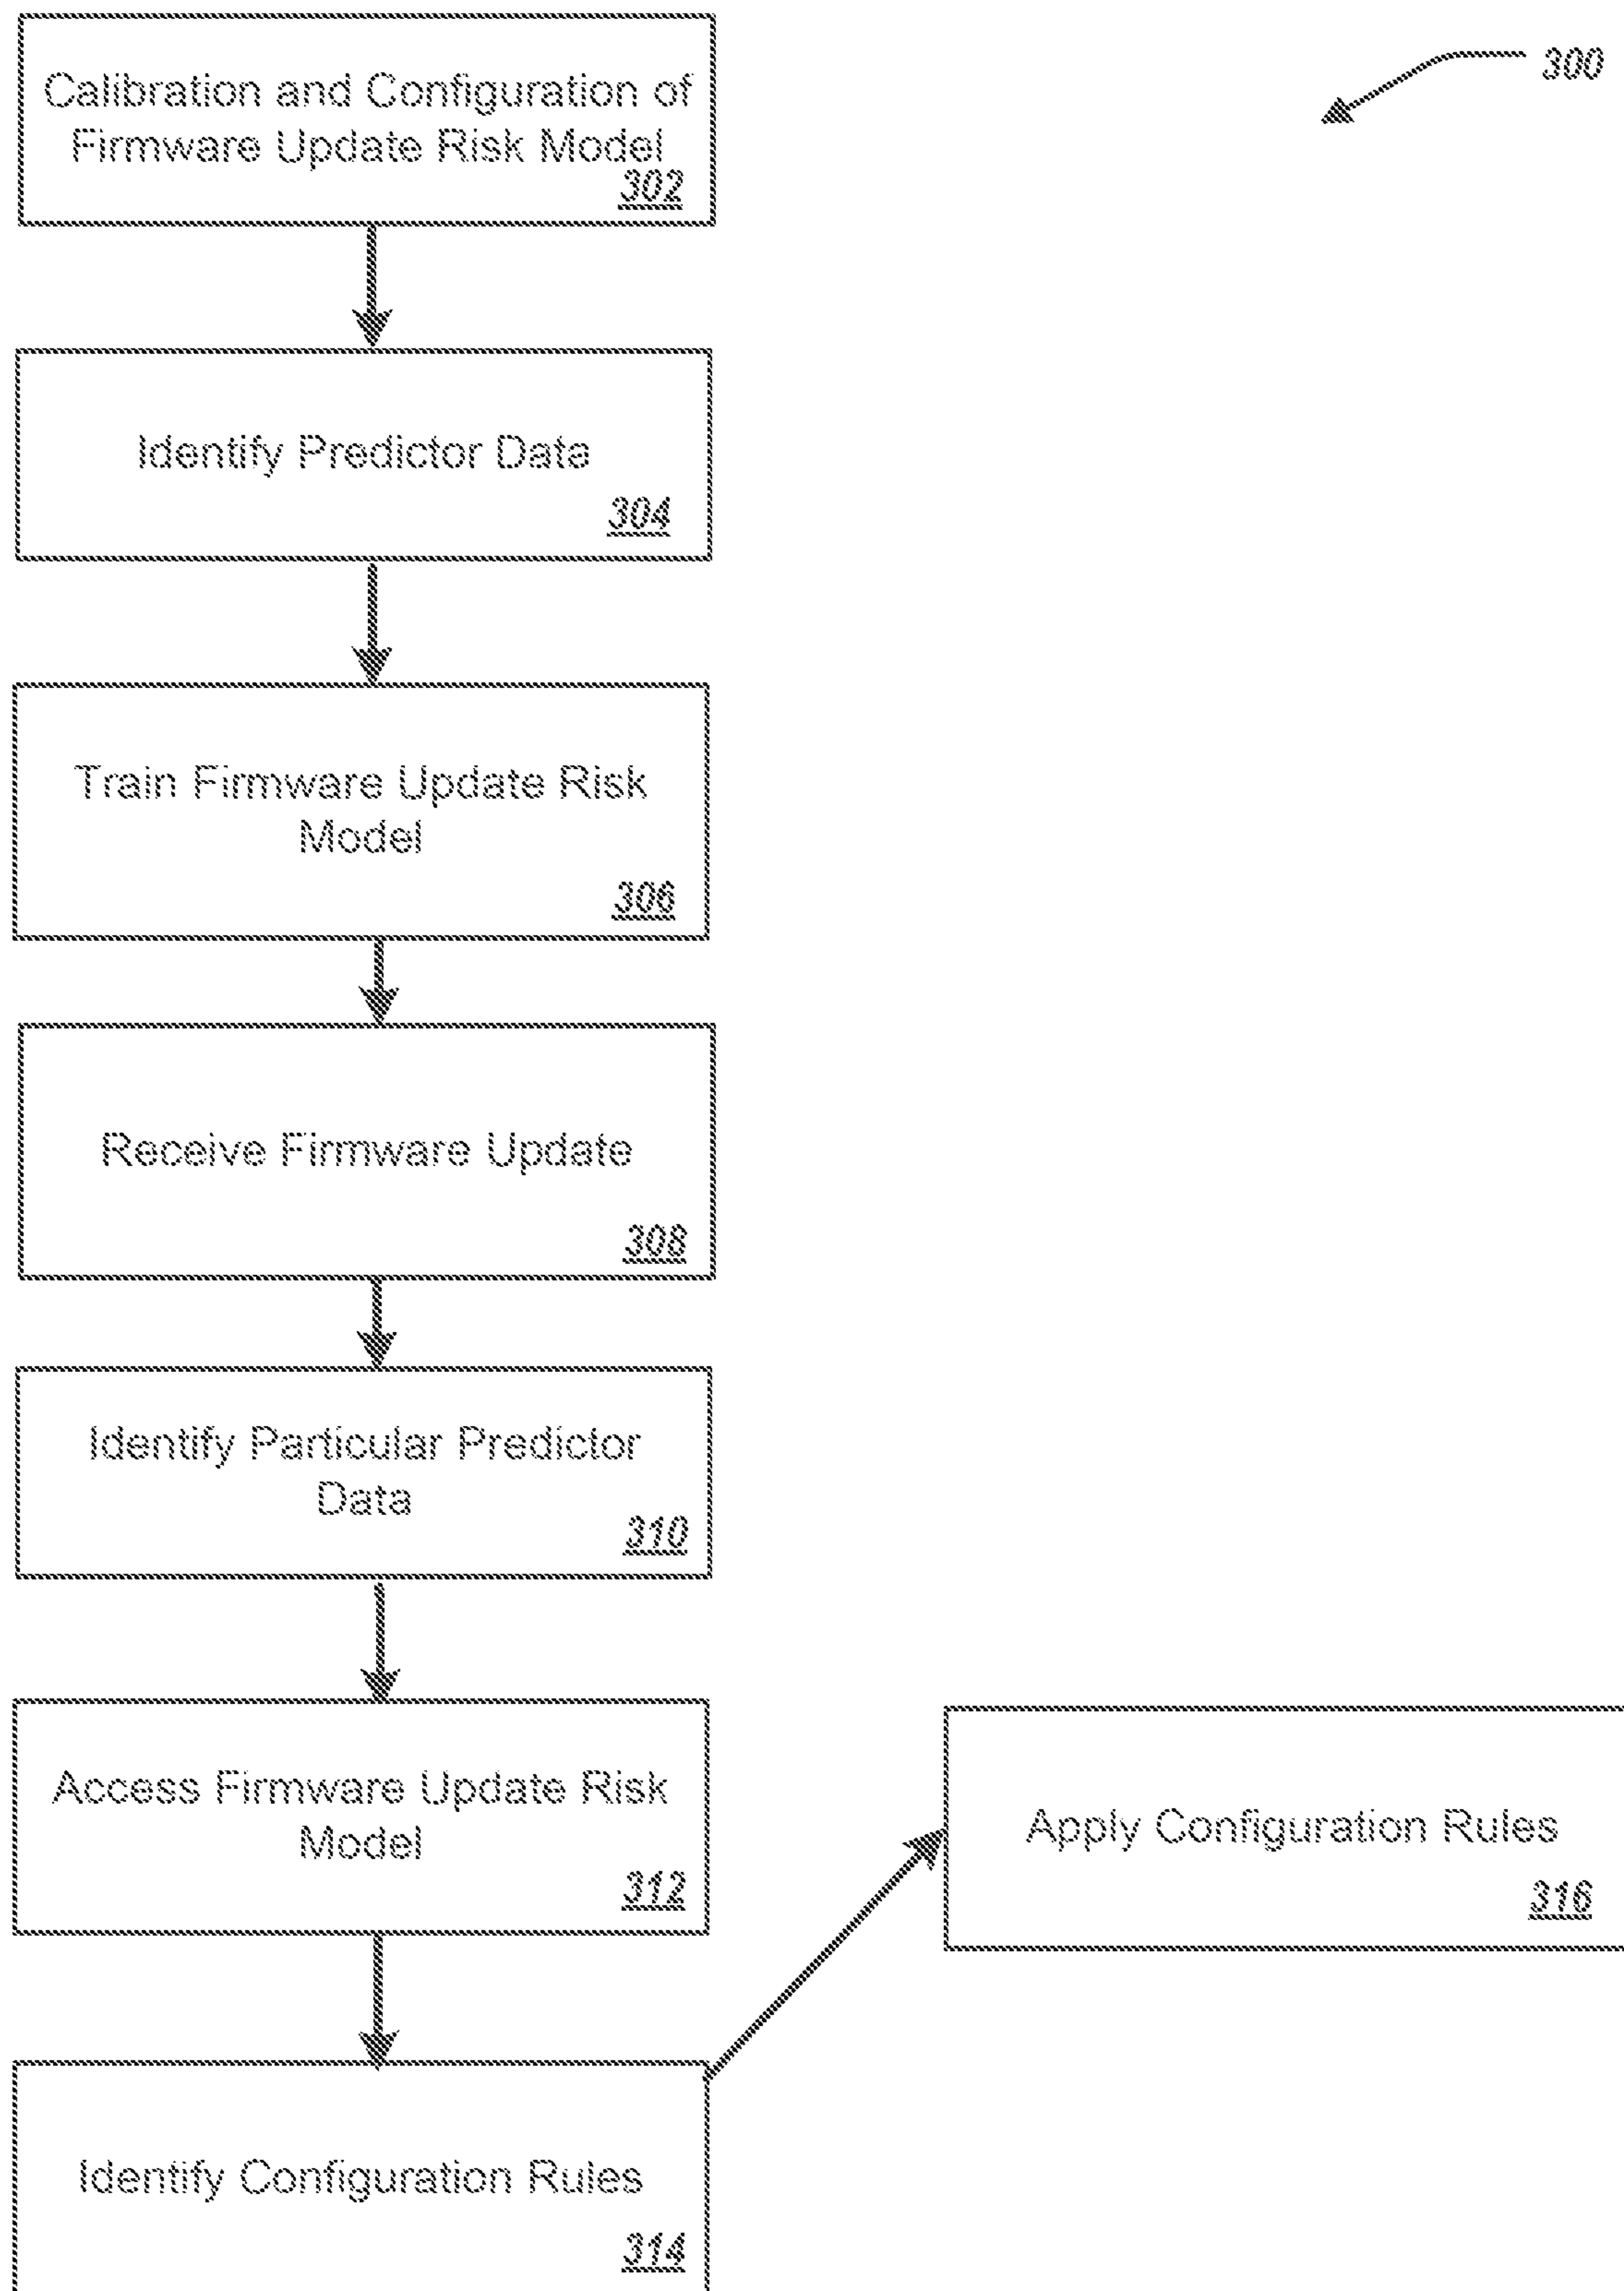 300
Calibration and Configuration of
Firmware Update Risk Model
302
Identify Predictor Data
304
Train Firmware Update Risk
Model
306
Receive Firmware Update
308
Identify Particular Predictor
Data
310
Access Firmware Update Risk
Model
312
Identify Configuration Rules
314
Apply Configuration Rules
316